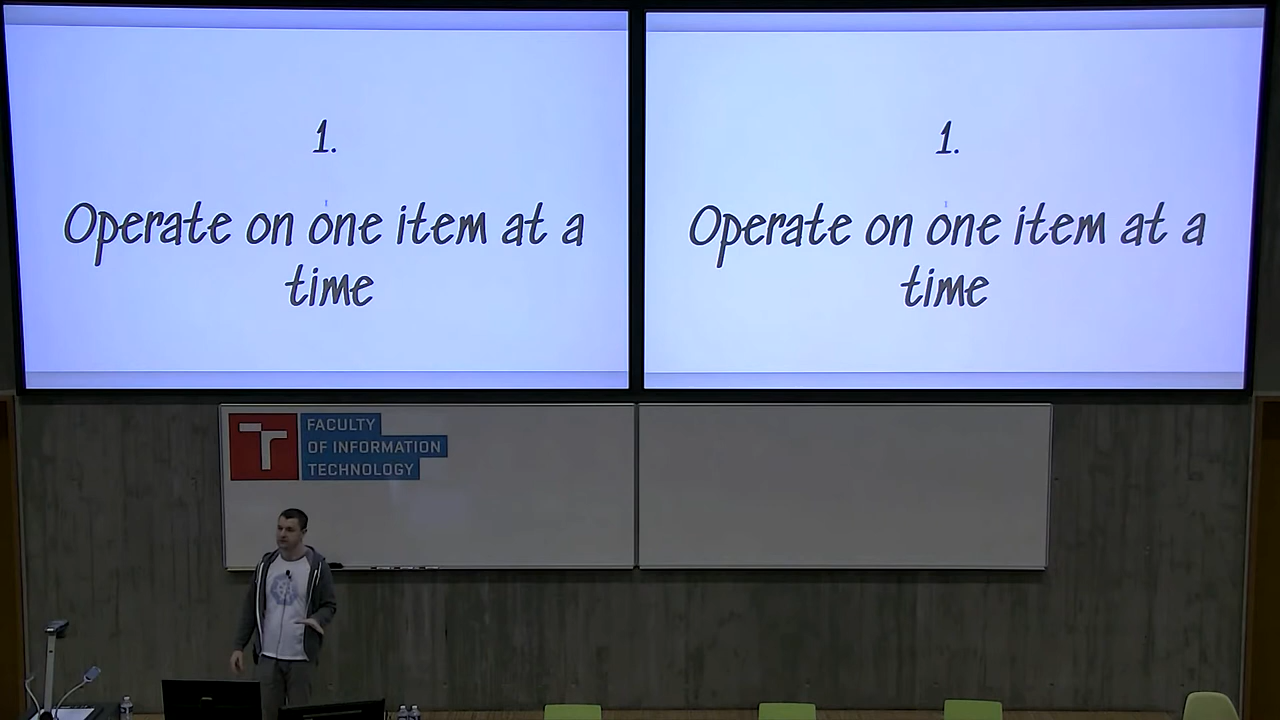 1.
Operate on one item at a
time
1.
Operate on one item at a
time
FACULTY
OF INFORMATION
TECHNOLOGY